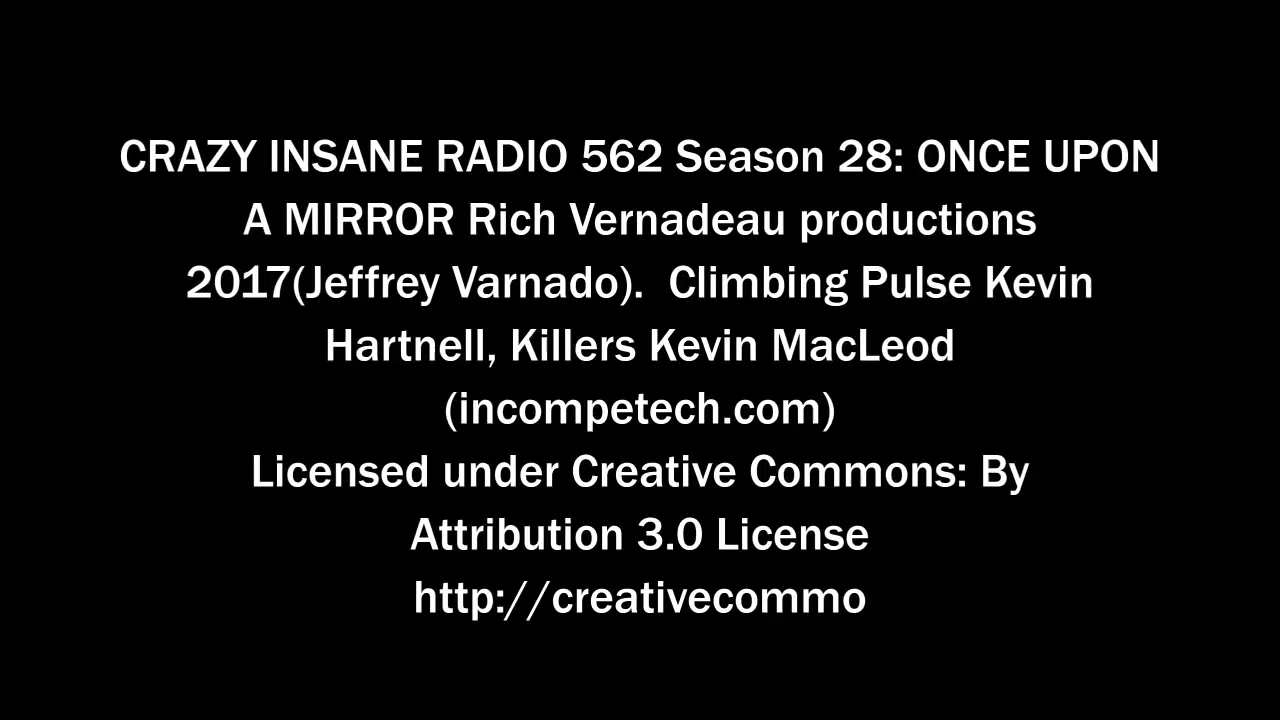 CRAZY INSANE RADIO 562 Season 28: ONCE UPON
A MIRROR Rich Vernadeau productions
2017(Jeffrey Varnado).  Climbing Pulse Kevin
Hartnell, Killers Kevin MacLeod
(incompetech.com)
Licensed under Creative Commons: By
Attribution 3.0 License
http://creativecommo